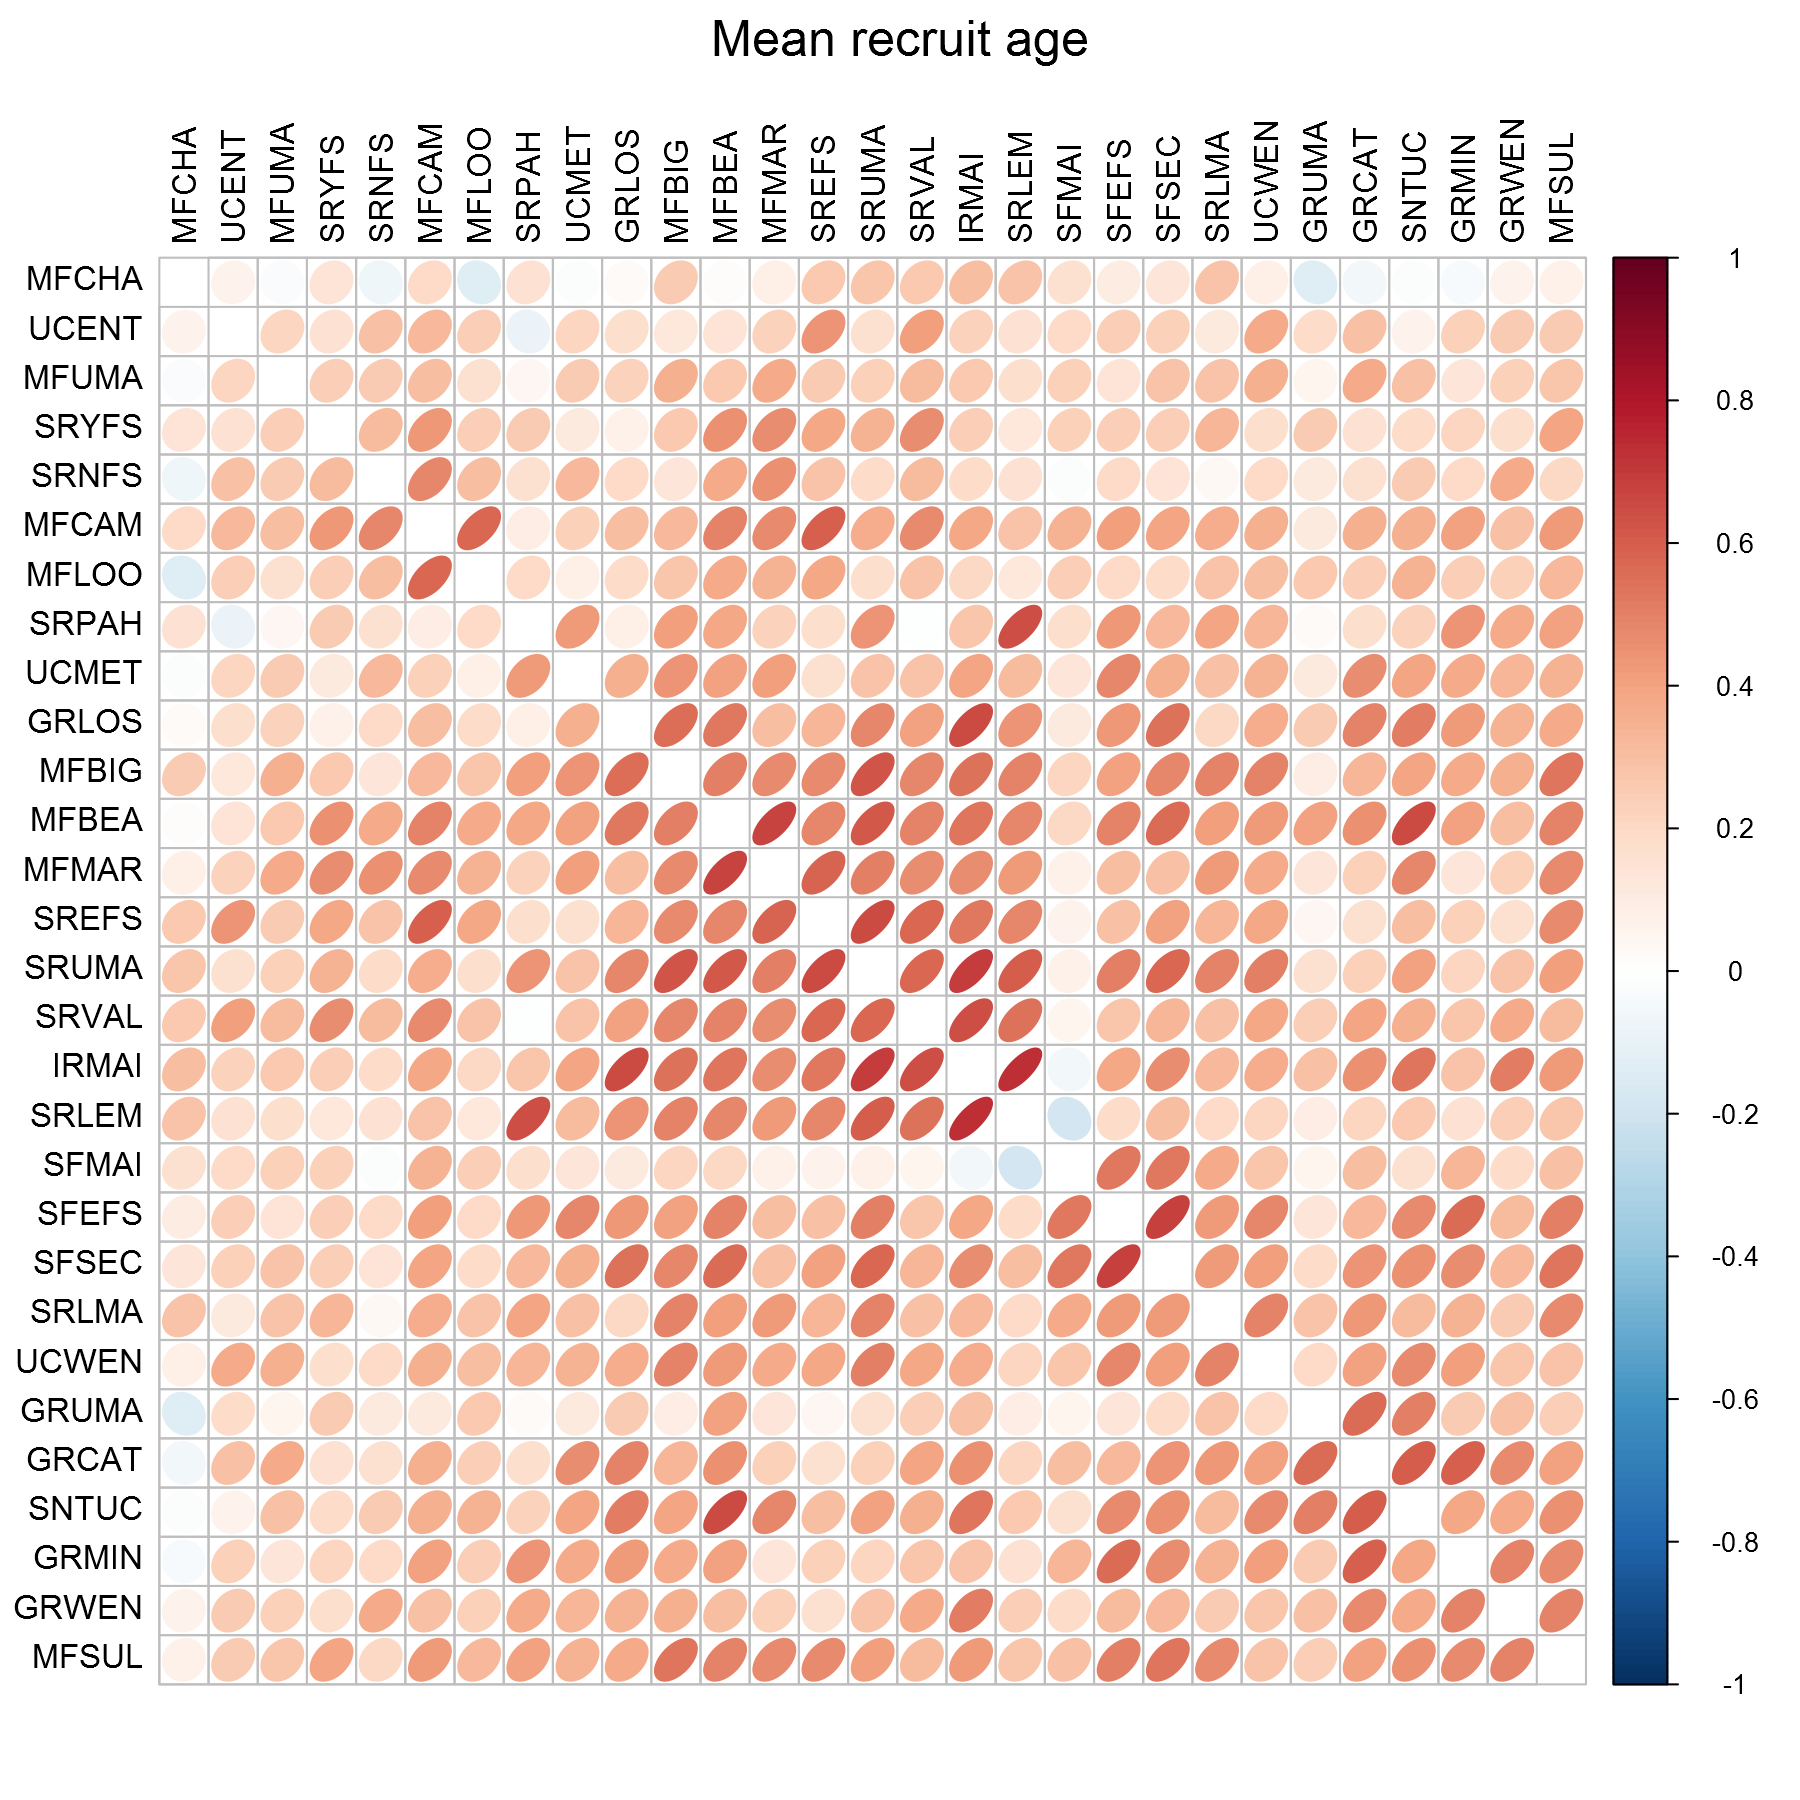 Mean recruit age
MFCHA UCENT MFUMA SRYFS SRNFS MFCAM MFLOO SRPAH UCMET GRLOS MFBIG MFBEA MFMAR SREFS SRUMA SRVAL IRMAI SRLEM SFMAI SFEFS SFSEC SRLMA UCWEN GRUMA GRCAT SNTUC GRMIN GRWEN MFSUL
MFCHA
UCENT
MFUMA
SRYFS
SRNFS
MFCAM
MFLOO
SRPAH
UCMET
GRLOS
MFBIG
MFBEA
MFMAR
SREFS
SRUMA
SRVAL
IRMAI
SRLEM
SFMAI
SFEFS
SFSEC
SRLMA
UCWEN
GRUMA
GRCAT
SNTUC
GRMIN
GRWEN
MFSUL
1
0.8
0.6
0.4
0.2
0
-0.2
-0.4
-0.6
-0.8
-1